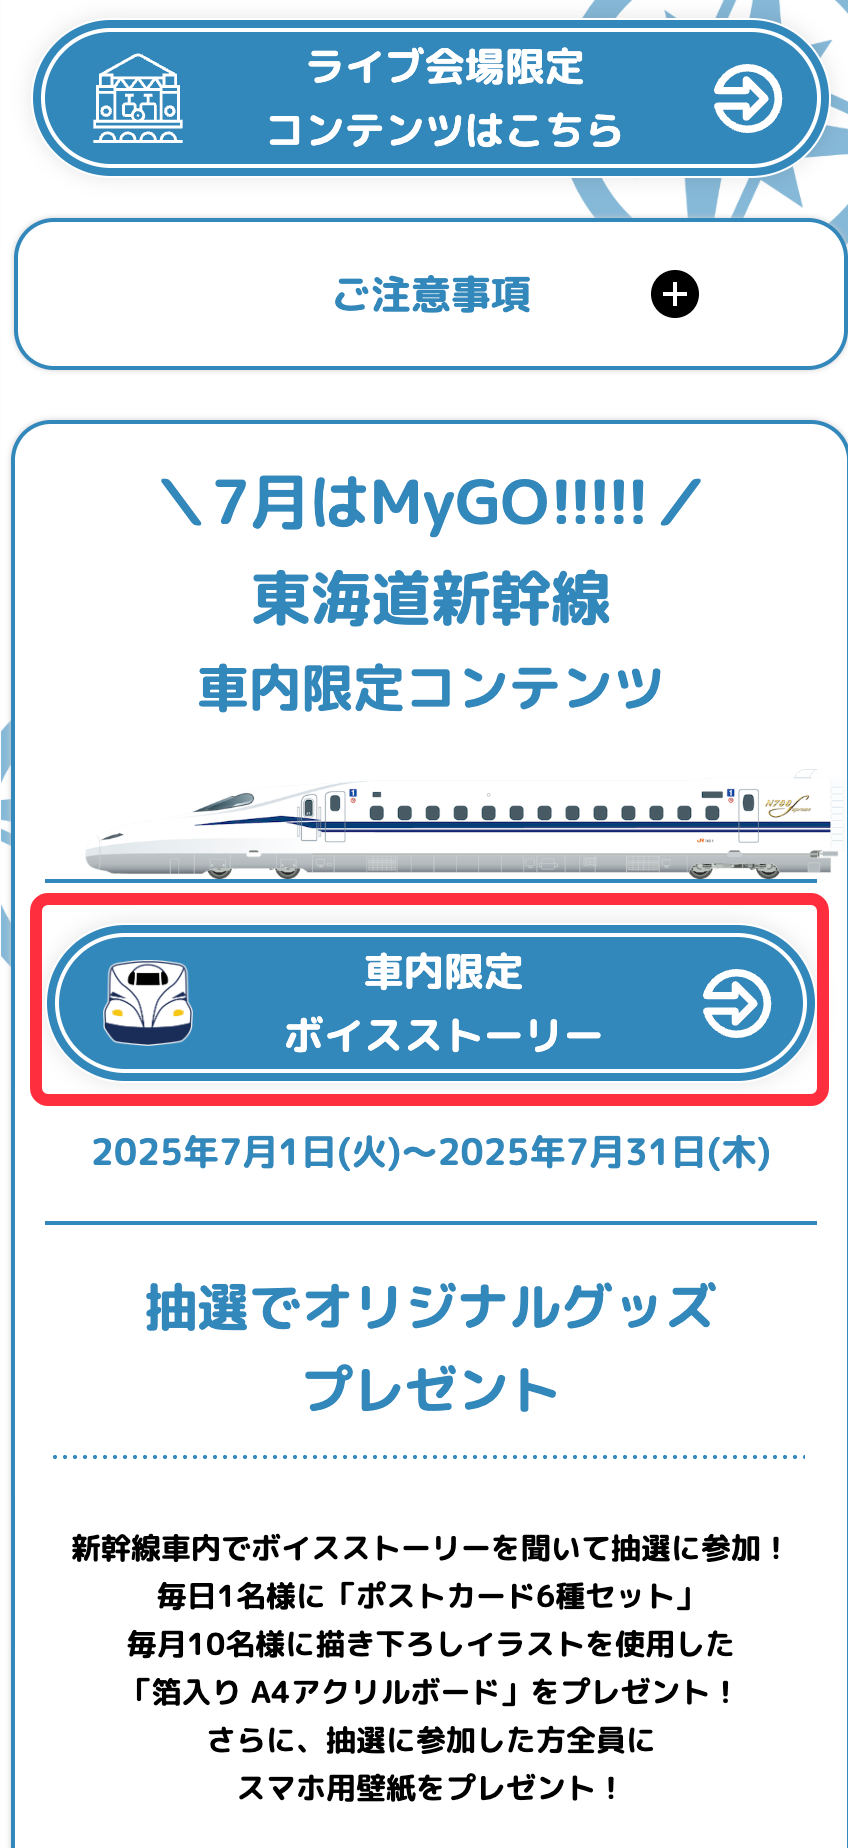 ライブ会場限定
コンテンツはこちら
ご注意事項
＼7月はMyGO!!!!!／
東海道新幹線
車内限定コンテンツ
N700S
車内限定
ボイスストーリー
2025年7月1日(火)～2025年7月31日(木)
抽選でオリジナルグッズ
プレゼント
新幹線車内でボイスストーリーを聞いて抽選に参加！
毎日1名様に「ポストカード6種セット」
毎月10名様に描き下ろしイラストを使用した
「箔入り A4アクリルボード」をプレゼント！
さらに、抽選に参加した方全員に
スマホ用壁紙をプレゼント！